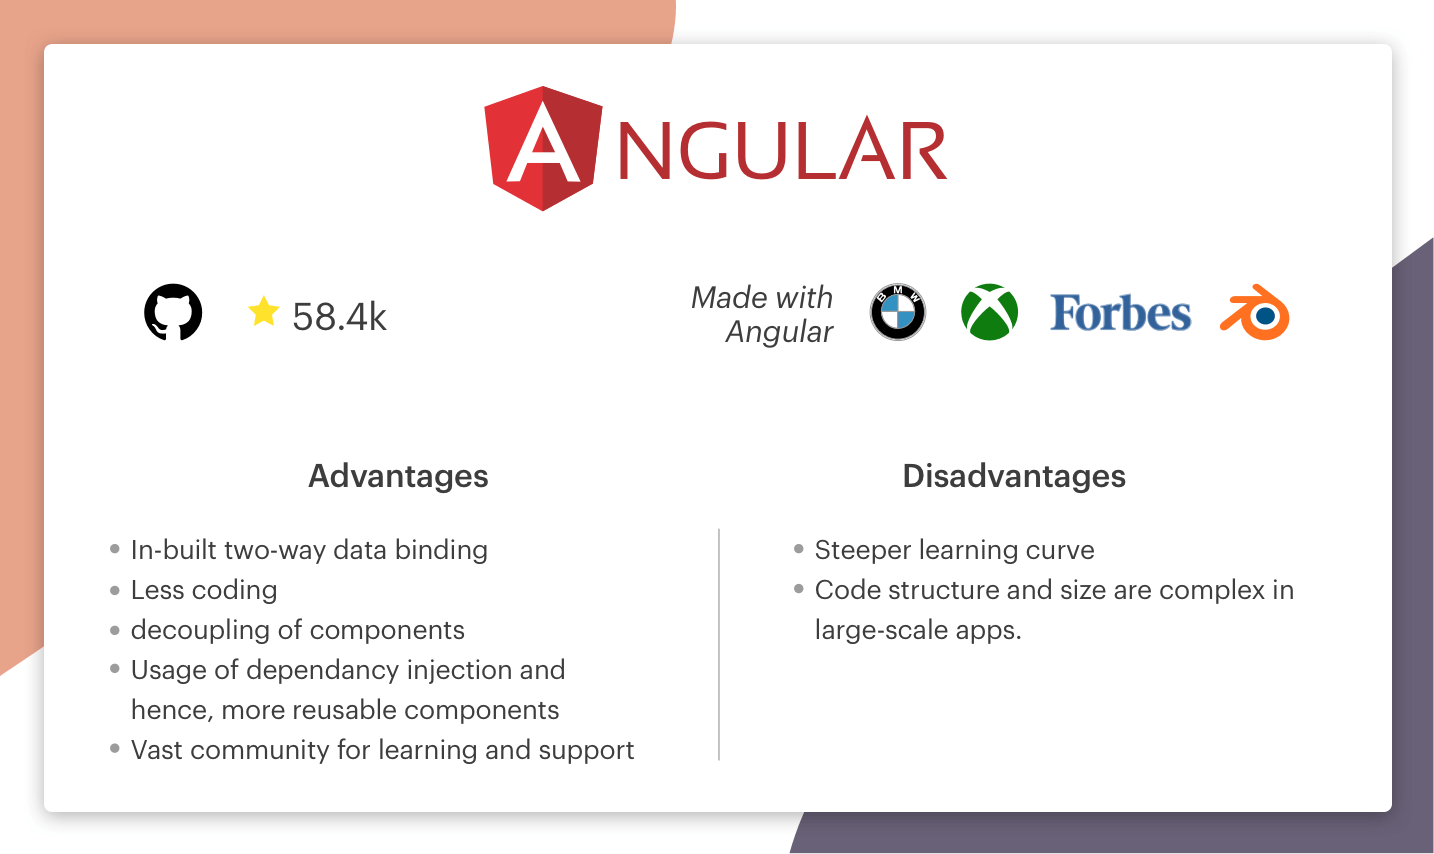 ANGULAR
58.4k
Made with
Angular
BMW
Forbes
Advantages
In-built two-way data binding
Less coding
decoupling of components
Usage of dependancy injection and
hence, more reusable components
Vast community for learning and support
Disadvantages
Steeper learning curve
Code structure and size are complex in
large-scale apps.